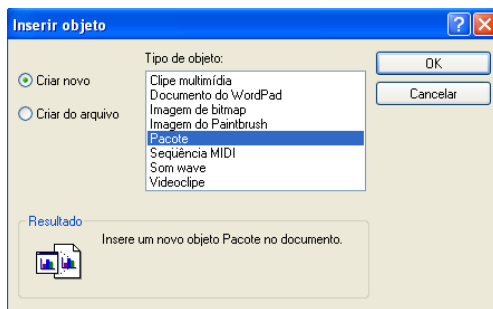 Inserir objeto
Tipo de objeto:
Criar novo
Criar do arquivo
Clipe multimídia
Documento do WordPad
Imagem de bitmap
Imagem do Paintbrush
Pacote
Seqüência MIDI
Som wave
Videoclipe
OK
Cancelar
Resultado
Insere um novo objeto Pacote no documento.